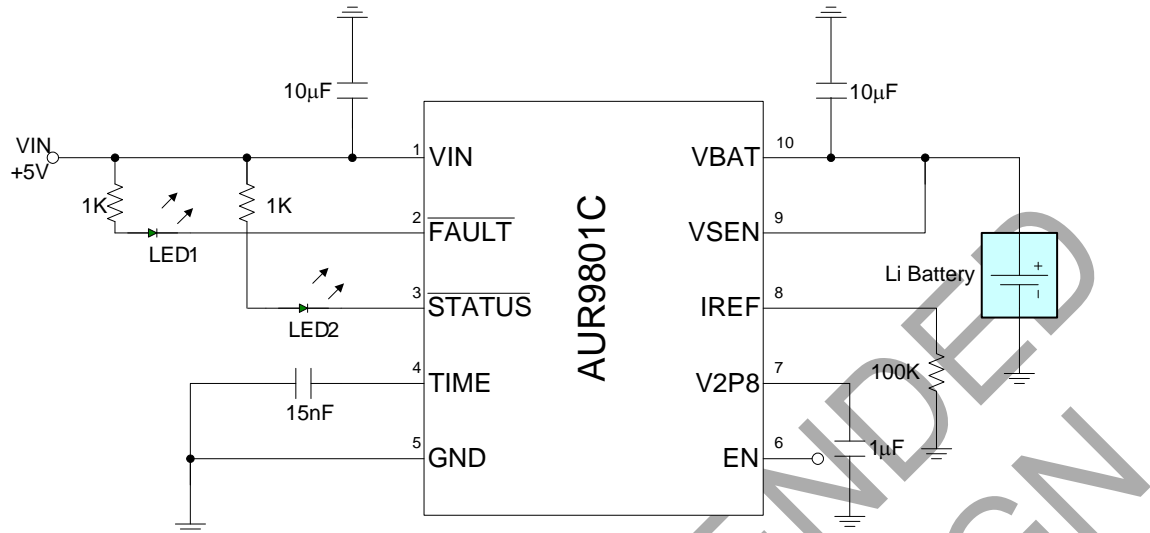 10μF
10μF
VIN
+5V
1K
1K
LED1
LED2
15nF
1
VIN
2
FAULT
3
STATUS
4
TIME
5
GND
AUR9801C
10
VBAT
9
VSEN
8
IREF
7
V2P8
6
EN
Li Battery
+
−
100K
1μF